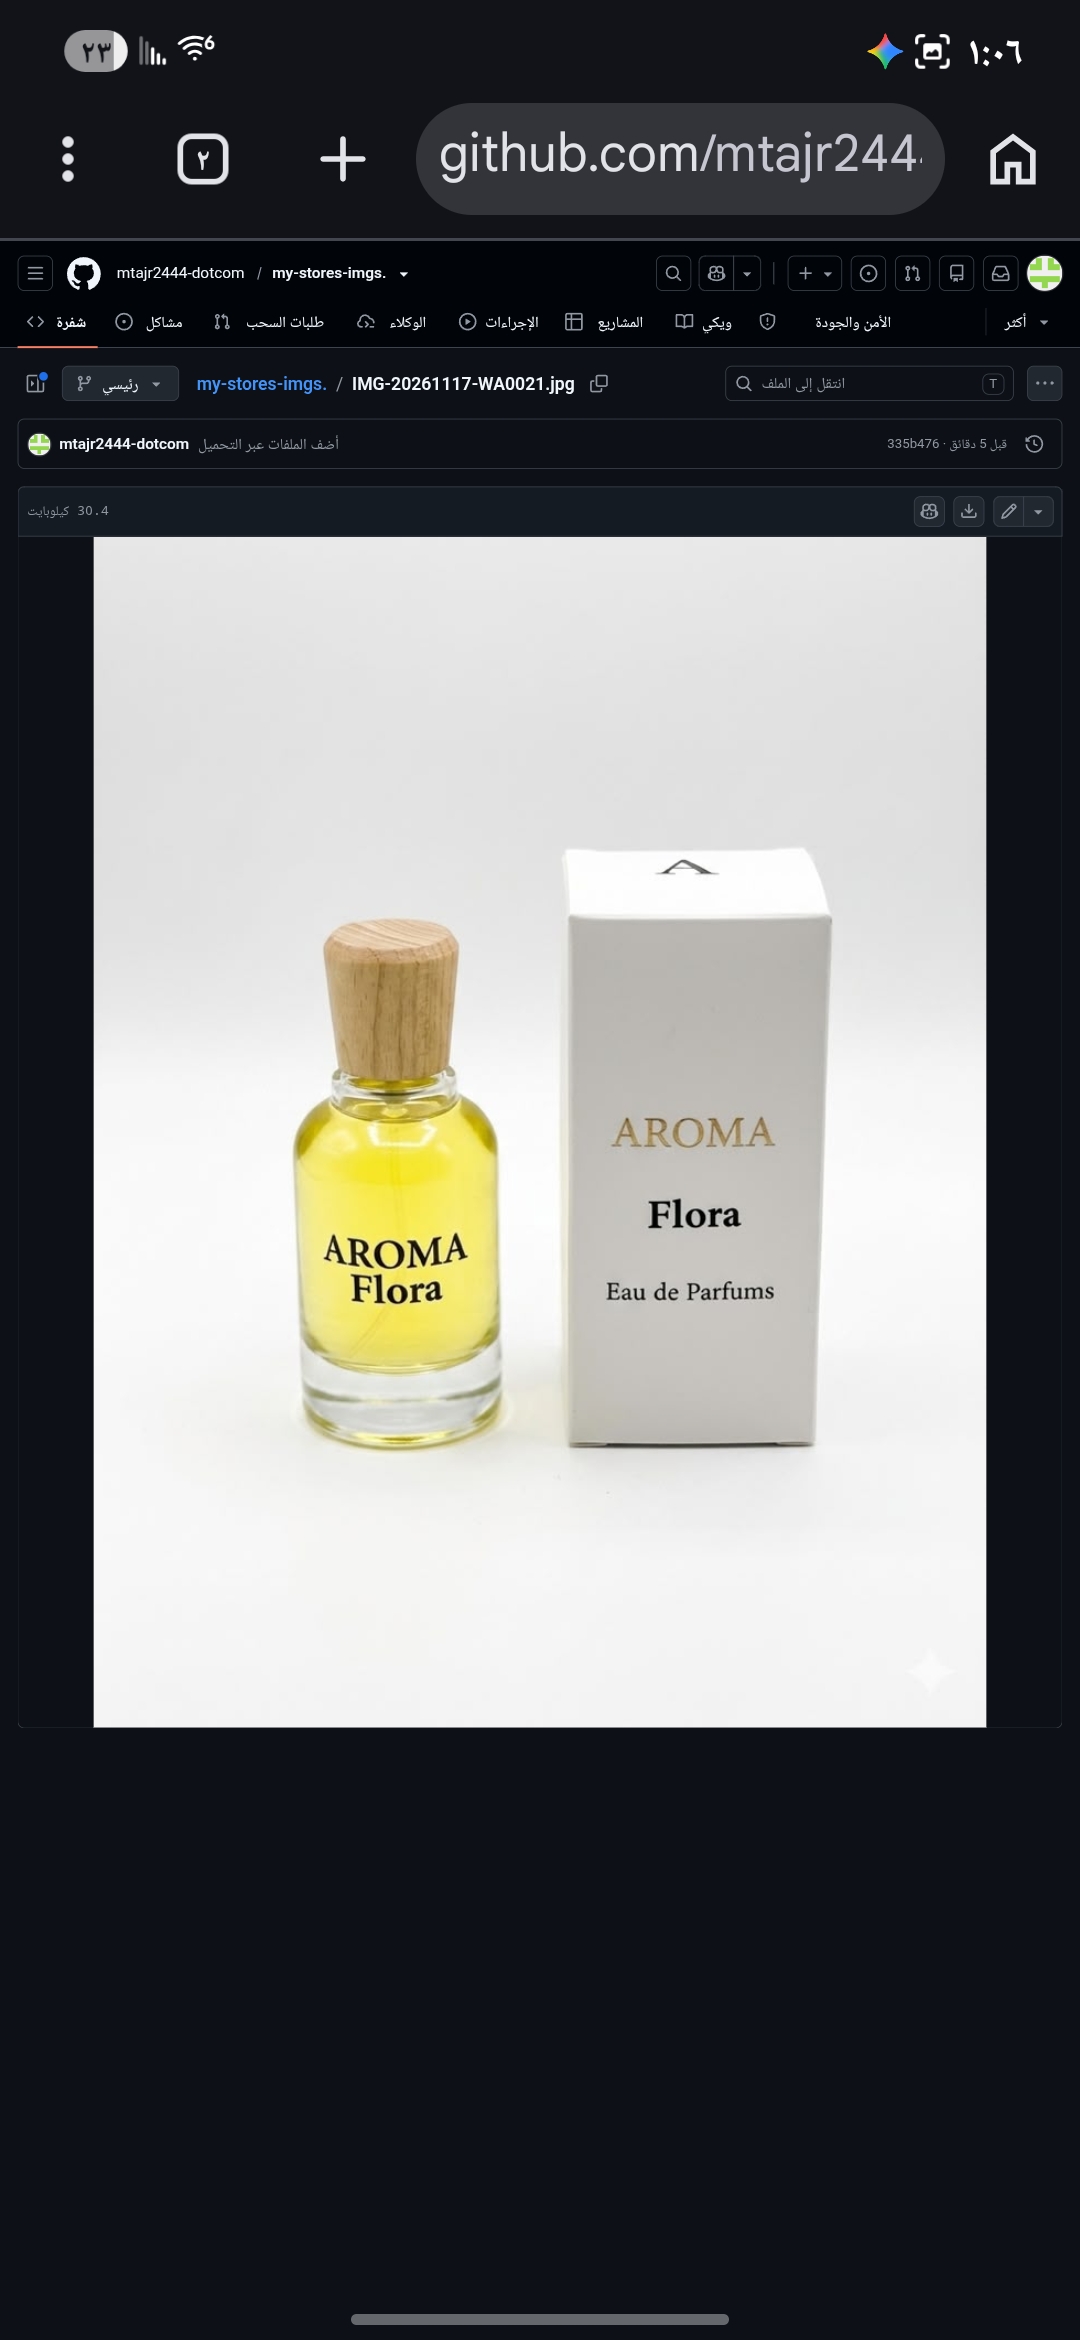 ٢٣
6
١:٠٦
٢
github.com/mtajr244
mtajr2444-dotcom / my-stores-imgs.
شفرة
مشاكل
طلبات السحب
الوكلاء
الإجراءات
المشاريع
ويكي
الأمن والجودة
أكثر
رئيسي
my-stores-imgs. / IMG-20261117-WA0021.jpg
انتقل إلى الملف
T
mtajr2444-dotcom أضف الملفات عبر التحميل
335b476 · قبل 5 دقائق
30.4 كيلوبايت
A
AROMA
Flora
Eau de Parfums
AROMA
Flora